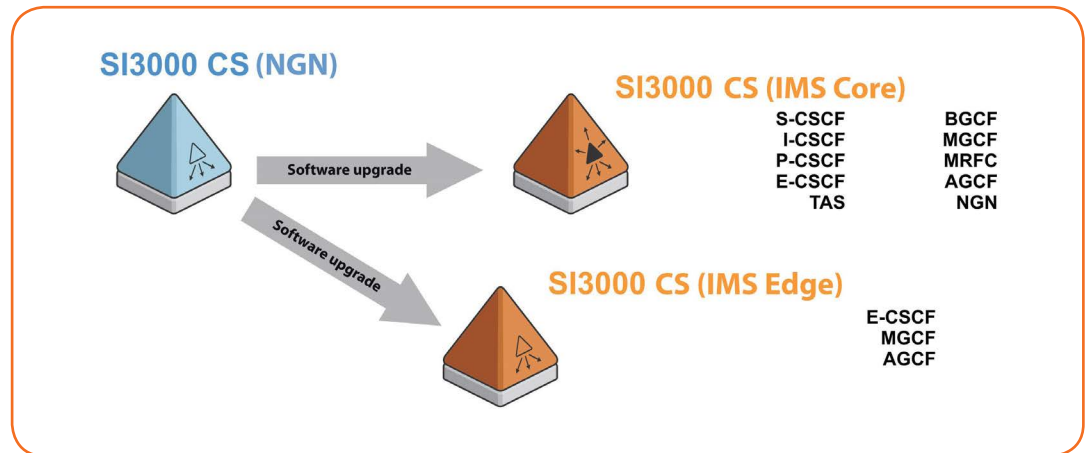 SI3000 CS (NGN)
Software upgrade
Software upgrade
SI3000 CS (IMS Core)
S-CSCF
I-CSCF
P-CSCF
E-CSCF
TAS
BGCF
MGCF
MRFC
AGCF
NGN
SI3000 CS (IMS Edge)
E-CSCF
MGCF
AGCF